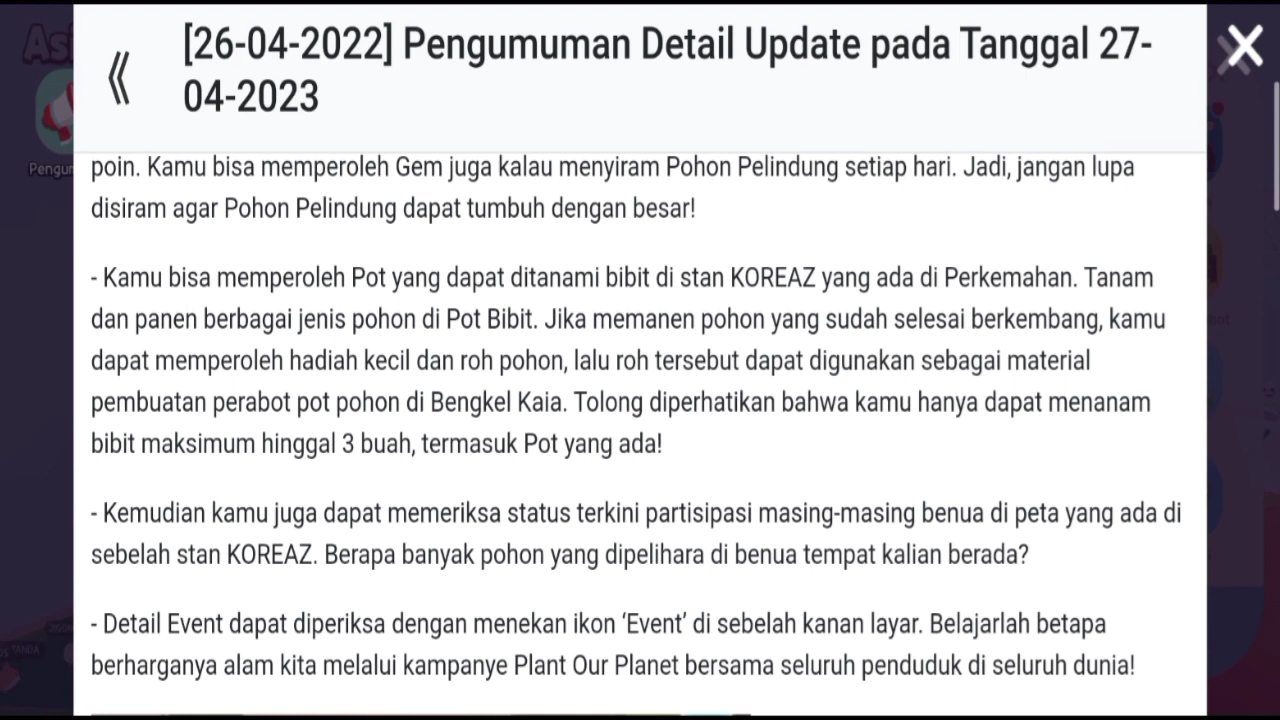 [26-04-2022] Pengumuman Detail Update pada Tanggal 27-
04-2023
poin. Kamu bisa memperoleh Gem juga kalau menyiram Pohon Pelindung setiap hari. Jadi, jangan lupa
disiram agar Pohon Pelindung dapat tumbuh dengan besar!
- Kamu bisa memperoleh Pot yang dapat ditanami bibit di stan KOREAZ yang ada di Perkemahan. Tanam
dan panen berbagai jenis pohon di Pot Bibit. Jika memanen pohon yang sudah selesai berkembang, kamu
dapat memperoleh hadiah kecil dan roh pohon, lalu roh tersebut dapat digunakan sebagai material
pembuatan perabot pot pohon di Bengkel Kaia. Tolong diperhatikan bahwa kamu hanya dapat menanam
bibit maksimum hinggal 3 buah, termasuk Pot yang ada!
- Kemudian kamu juga dapat memeriksa status terkini partisipasi masing-masing benua di peta yang ada di
sebelah stan KOREAZ. Berapa banyak pohon yang dipelihara di benua tempat kalian berada?
- Detail Event dapat diperiksa dengan menekan ikon ‘Event’ di sebelah kanan layar. Belajarlah betapa
berharganya alam kita melalui kampanye Plant Our Planet bersama seluruh penduduk di seluruh dunia!